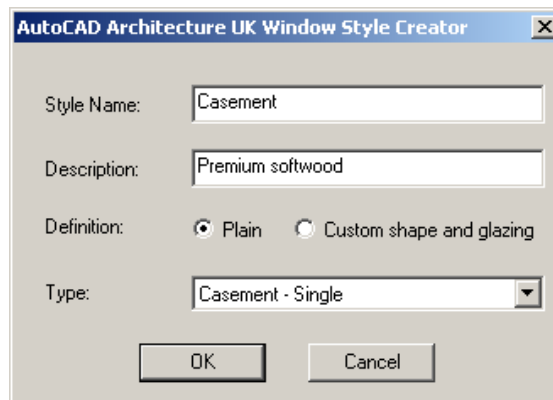 AutoCAD Architecture UK Window Style Creator
Style Name: Casement
Description: Premium softwood
Definition: Plain Custom shape and glazing
Type: Casement - Single
OK Cancel